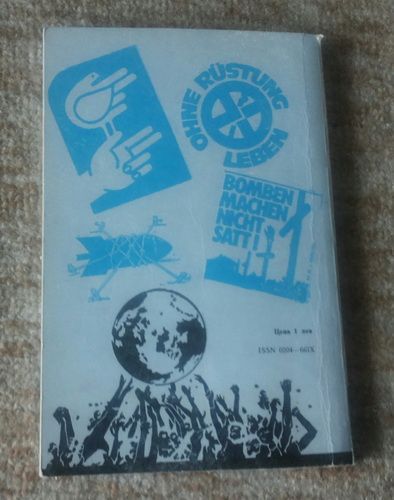 OHNE RÜSTUNG
LEBEN
BOMBEN
MACHEN
NICHT
SATT!
Цена 1 лев
ISSN 0204—661X